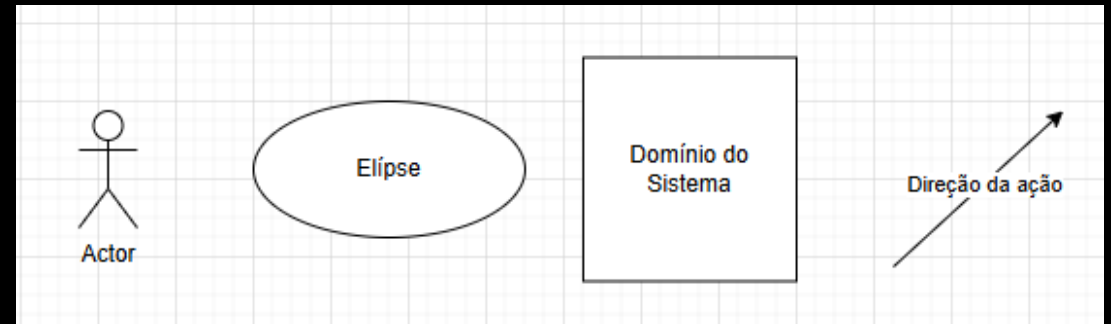 Actor
Elípse
Domínio do
Sistema
Direção da ação